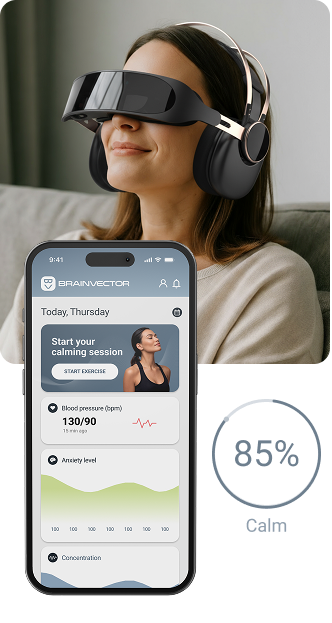 9:41
BRAINVECTOR
Today, Thursday
Start your
calming session
START EXERCISE
Blood pressure (bpm)
130/90
15 min ago
Anxiety level
100 100 100 100 100 100 100
Concentration
85%
Calm